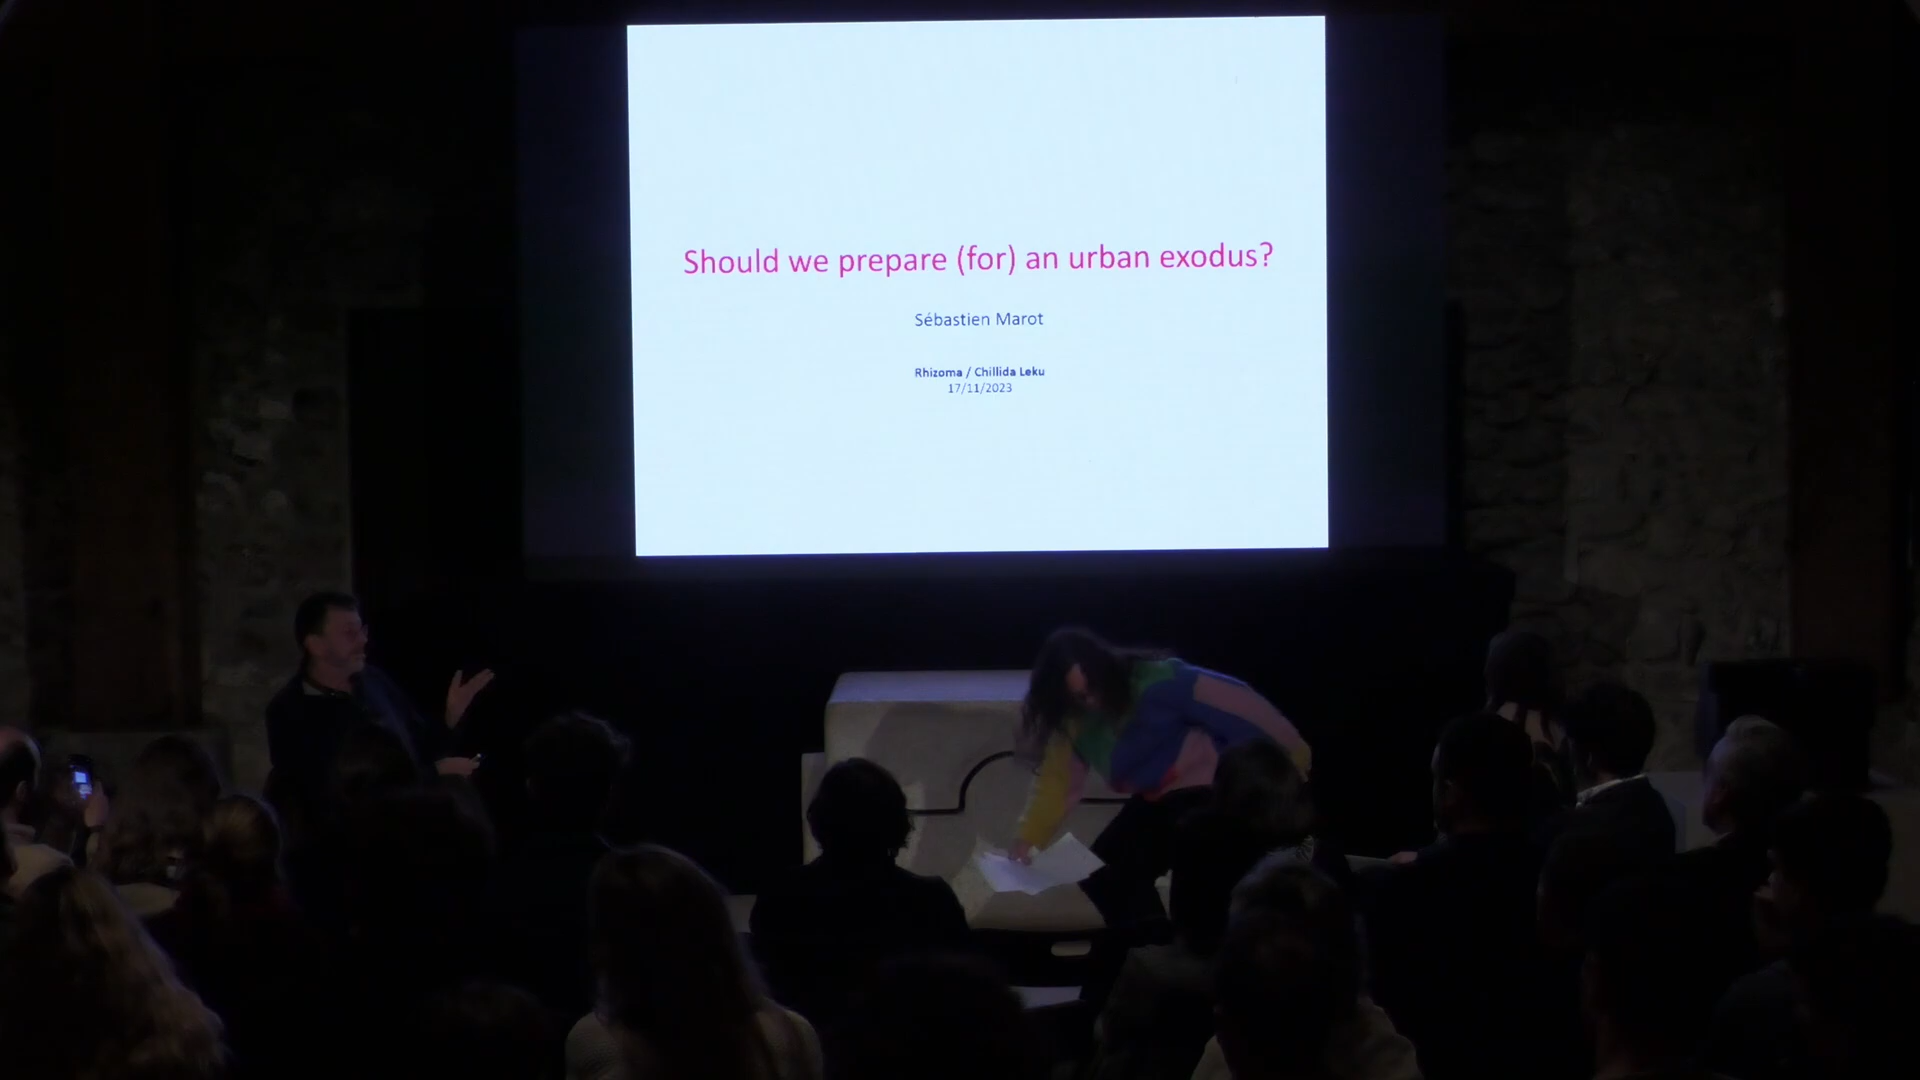 Should we prepare (for) an urban exodus?
Sébastien Marot
Rhizoma / Chillida Leku
17/11/2023